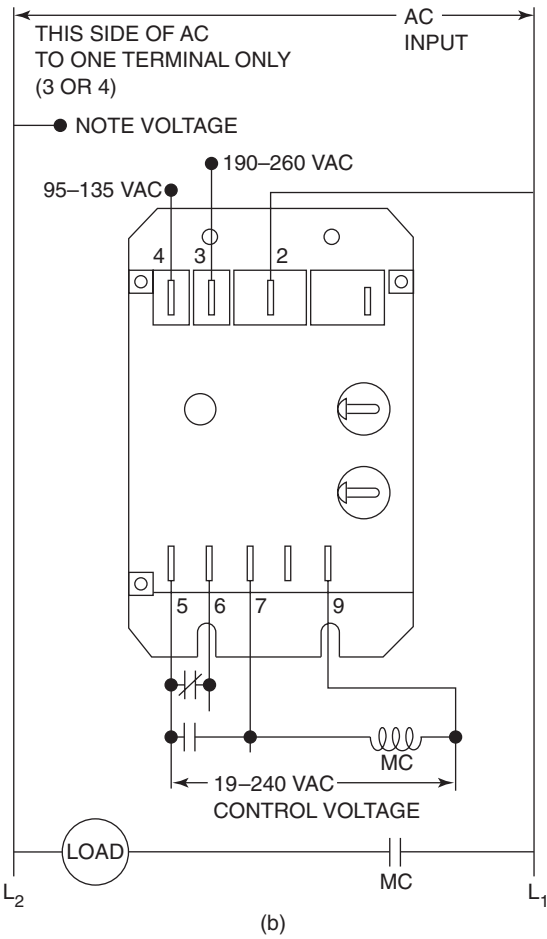 THIS SIDE OF AC
TO ONE TERMINAL ONLY
(3 OR 4)
AC
INPUT
NOTE VOLTAGE
190–260 VAC
95–135 VAC
4 3 2
5 6 7 9
MC
19–240 VAC
CONTROL VOLTAGE
LOAD
MC
L2 L1
(b)